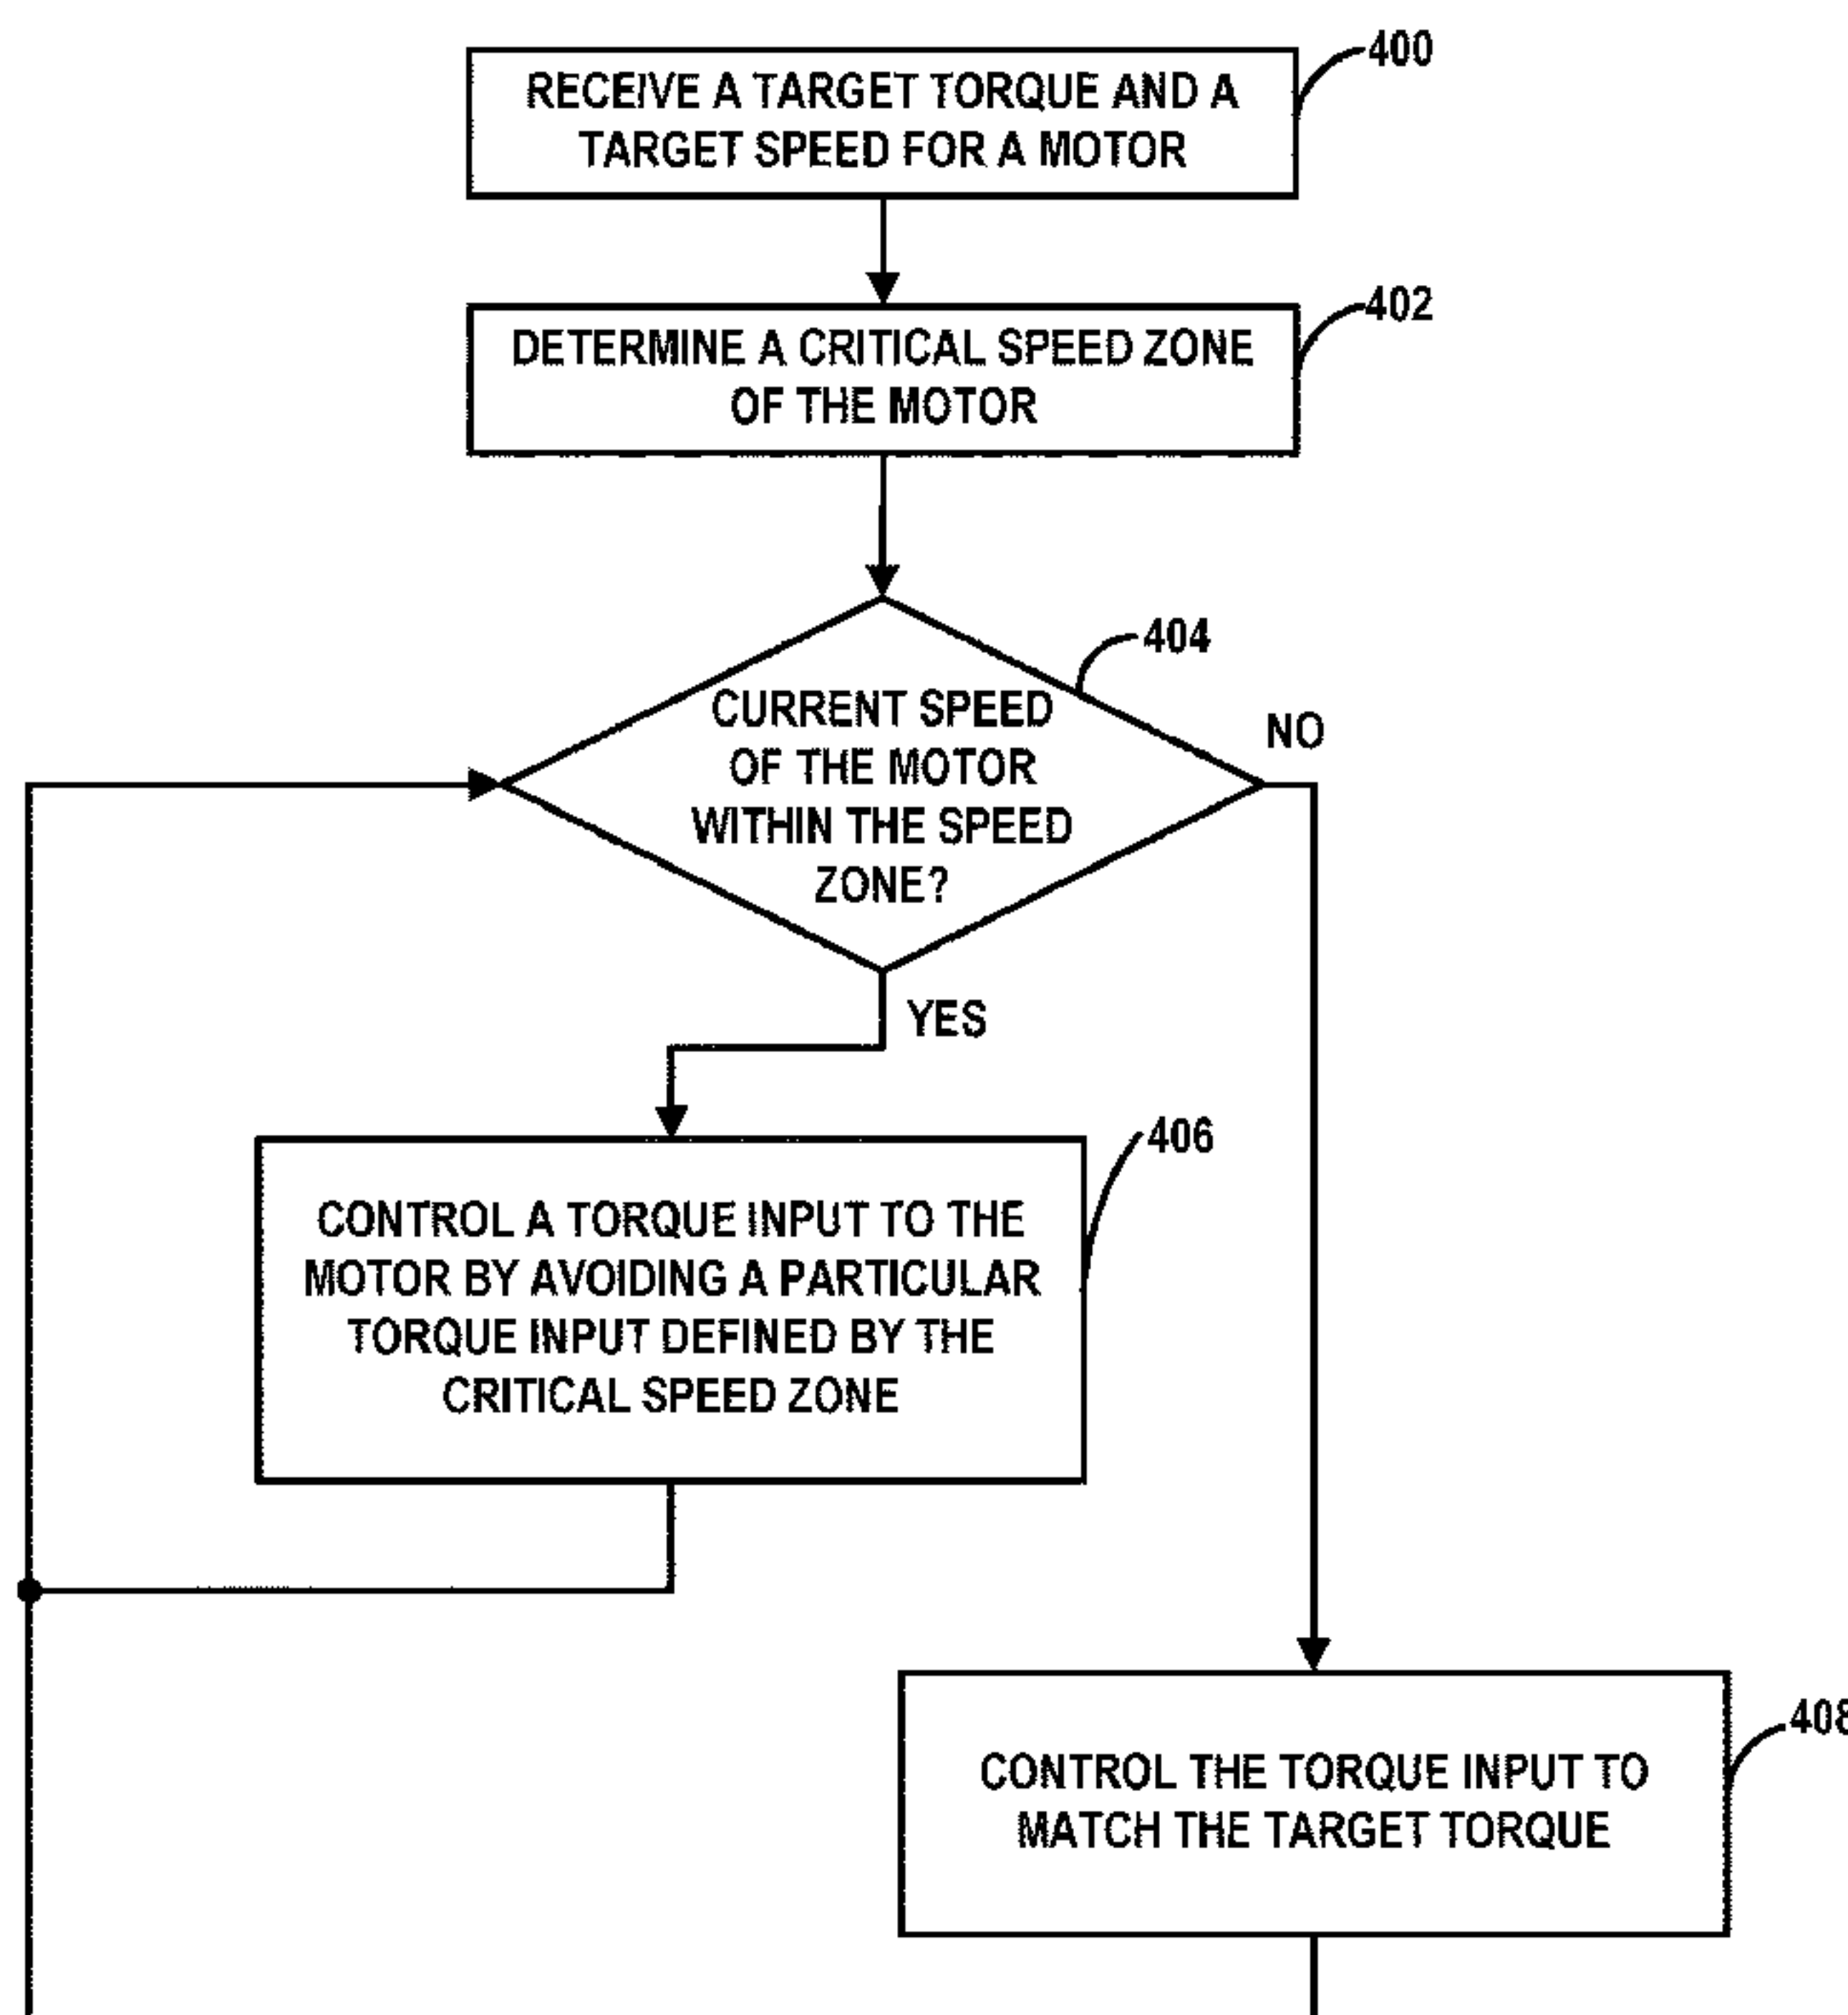 400
RECEIVE A TARGET TORQUE AND A
TARGET SPEED FOR A MOTOR
402
DETERMINE A CRITICAL SPEED ZONE
OF THE MOTOR
404
CURRENT SPEED
OF THE MOTOR
WITHIN THE SPEED
ZONE?
NO
YES
406
CONTROL A TORQUE INPUT TO THE
MOTOR BY AVOIDING A PARTICULAR
TORQUE INPUT DEFINED BY THE
CRITICAL SPEED ZONE
408
CONTROL THE TORQUE INPUT TO
MATCH THE TARGET TORQUE